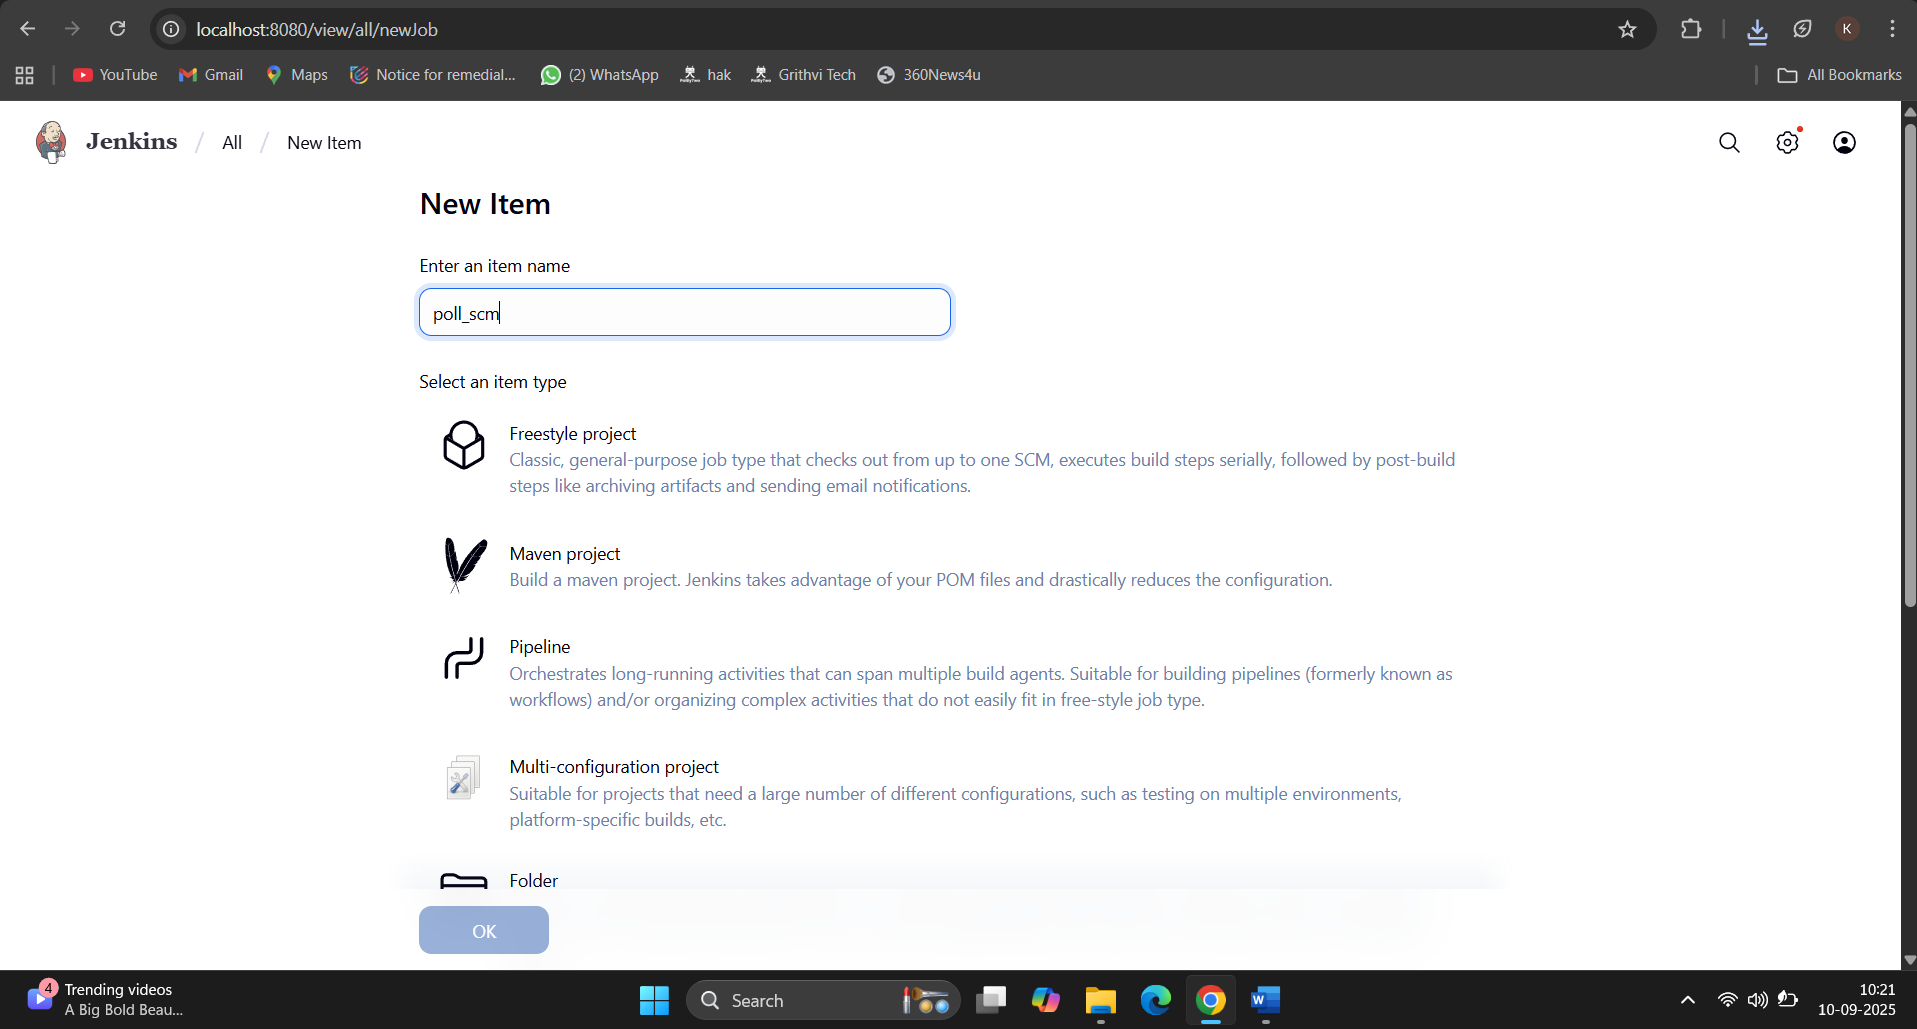 localhost:8080/view/all/newJob
K
YouTube
Gmail
Maps
Notice for remedial...
(2) WhatsApp
hak
Grithvi Tech
360News4u
All Bookmarks
Jenkins / All / New Item
New Item
Enter an item name
poll_scm
Select an item type
Freestyle project
Classic, general-purpose job type that checks out from up to one SCM, executes build steps serially, followed by post-build
steps like archiving artifacts and sending email notifications.
Maven project
Build a maven project. Jenkins takes advantage of your POM files and drastically reduces the configuration.
Pipeline
Orchestrates long-running activities that can span multiple build agents. Suitable for building pipelines (formerly known as
workflows) and/or organizing complex activities that do not easily fit in free-style job type.
Multi-configuration project
Suitable for projects that need a large number of different configurations, such as testing on multiple environments,
platform-specific builds, etc.
Folder
OK
4
Trending videos
A Big Bold Beau...
Search
W
10:21
10-09-2025